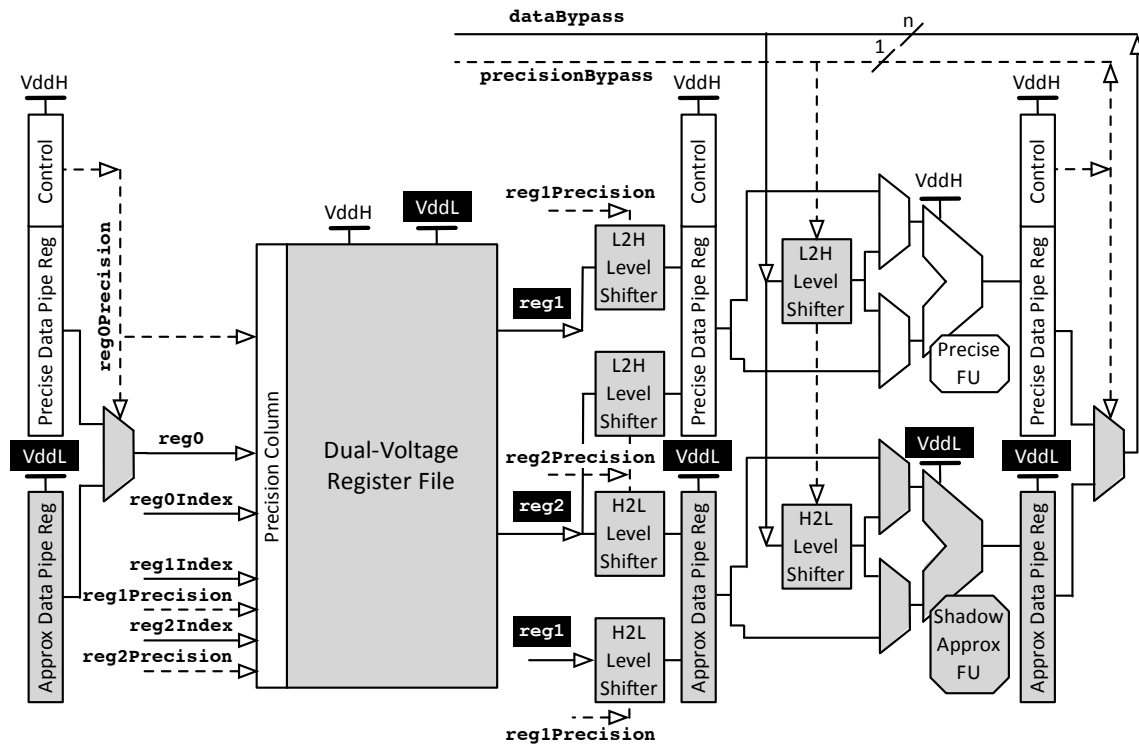 dataBypass
n
1
precisionBypass
VddH
VddH
VddH
Control
Precise Data Pipe Reg
reg0Precision
VddL
Approx Data Pipe Reg
reg0
reg0Index
reg1Index
reg1Precision
reg2Index
reg2Precision
VddH
VddL
Precision Column
Dual-Voltage
Register File
reg1Precision
L2H
Level
Shifter
reg1
L2H
Level
Shifter
reg2Precision
reg2
H2L
Level
Shifter
reg1
H2L
Level
Shifter
reg1Precision
Control
Precise Data Pipe Reg
VddL
Approx Data Pipe Reg
L2H
Level
Shifter
H2L
Level
Shifter
VddH
Precise
FU
VddL
Shadow
Approx
FU
Control
Precise Data Pipe Reg
VddL
Approx Data Pipe Reg